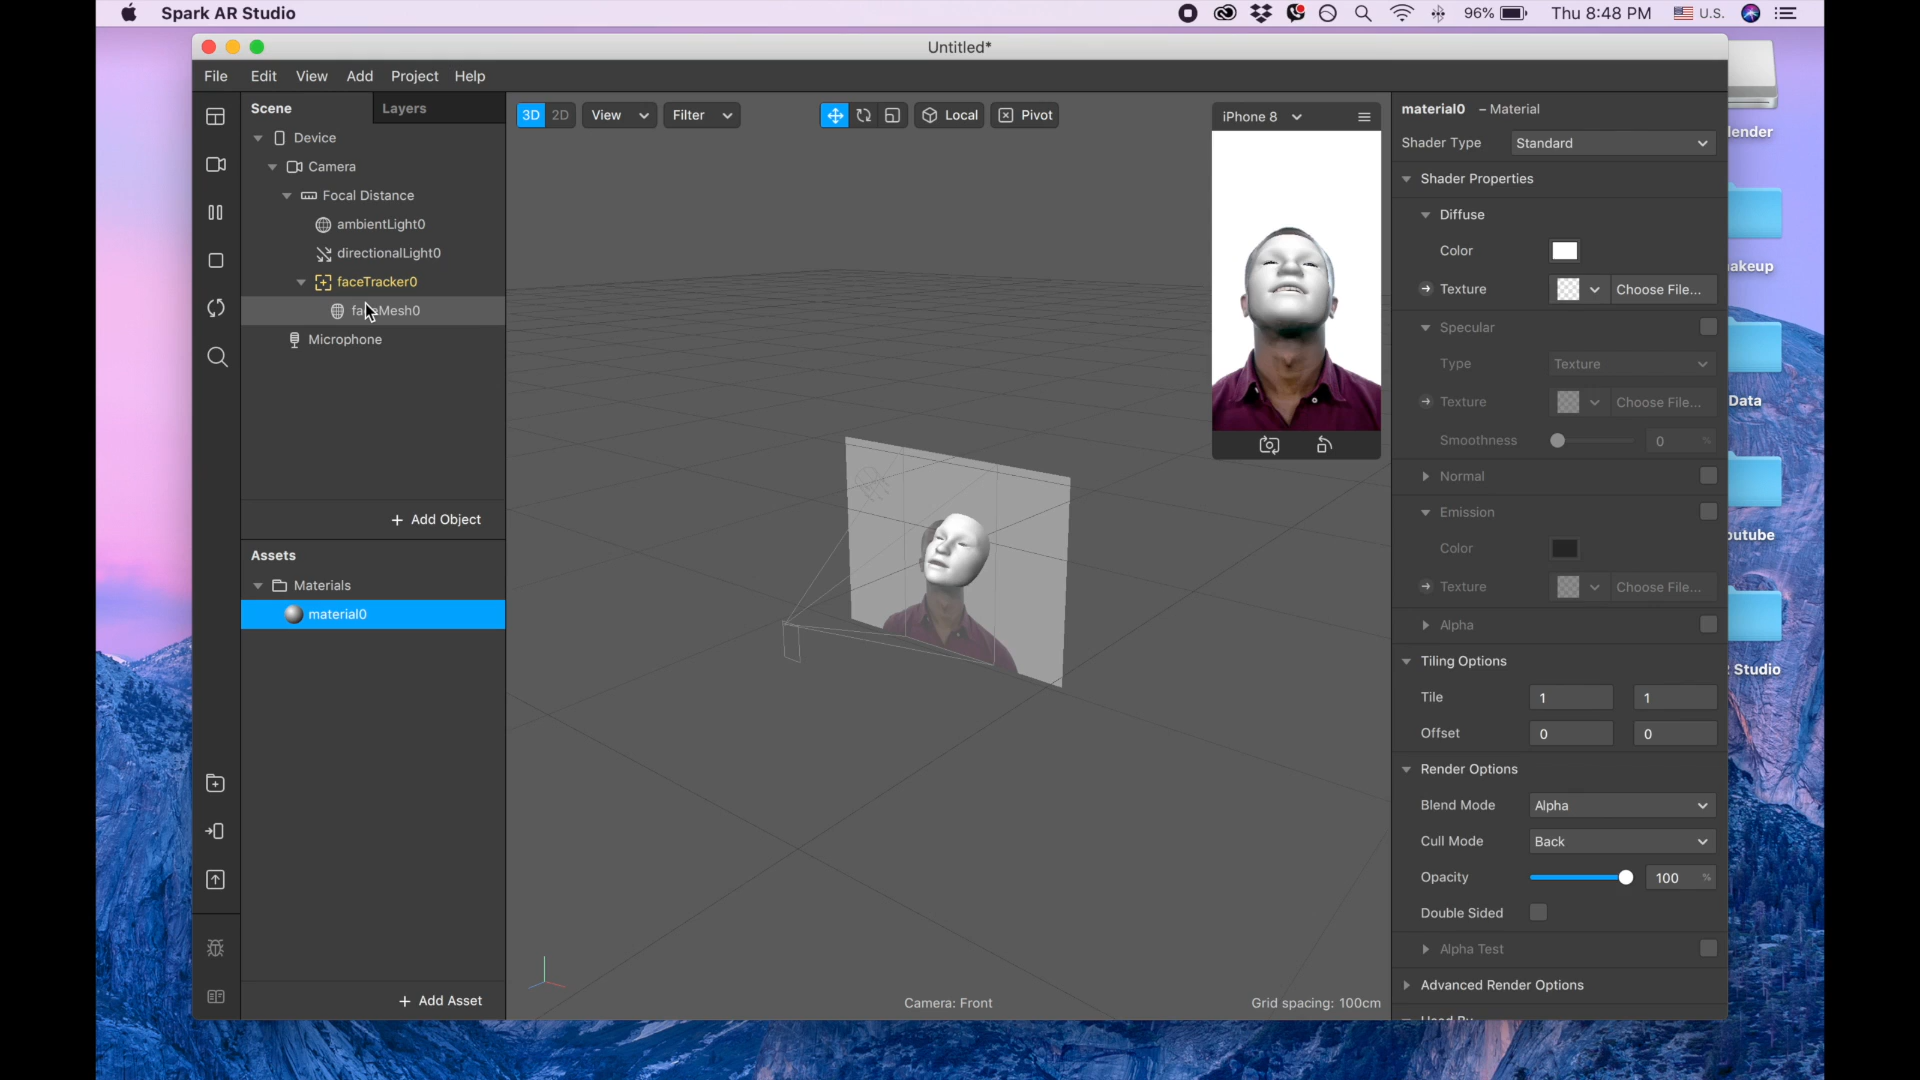 Spark AR Studio
96%
Thu 8:48 PM
U.S.
Untitled*
File Edit View Add Project Help
Scene
Layers
Device
Camera
Focal Distance
ambientLight0
directionalLight0
faceTracker0
Microphone
+ Add Object
Assets
Materials
material0
+ Add Asset
3D 2D View Filter Local Pivot
iPhone 8
Camera: Front
Grid spacing: 100cm
material0 – Material
Shader Type Standard
Shader Properties
Diffuse
Color
Texture Choose File...
Specular
Type Texture
Texture Choose File...
Smoothness 0 %
Normal
Emission
Color
Texture Choose File...
Alpha
Tiling Options
Tile 1 1
Offset 0 0
Render Options
Blend Mode Alpha
Cull Mode Back
Opacity 100 %
Double Sided
Alpha Test
Advanced Render Options
lender
akeup
Data
outube
Studio